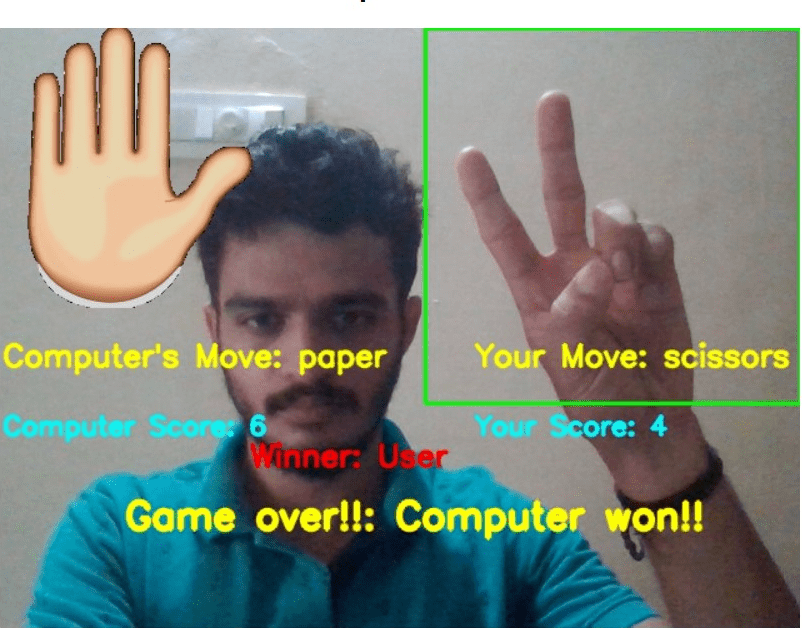 Computer's Move: paper
Your Move: scissors
Computer Score: 6
Your Score: 4
Winner: User
Game over!!: Computer won!!